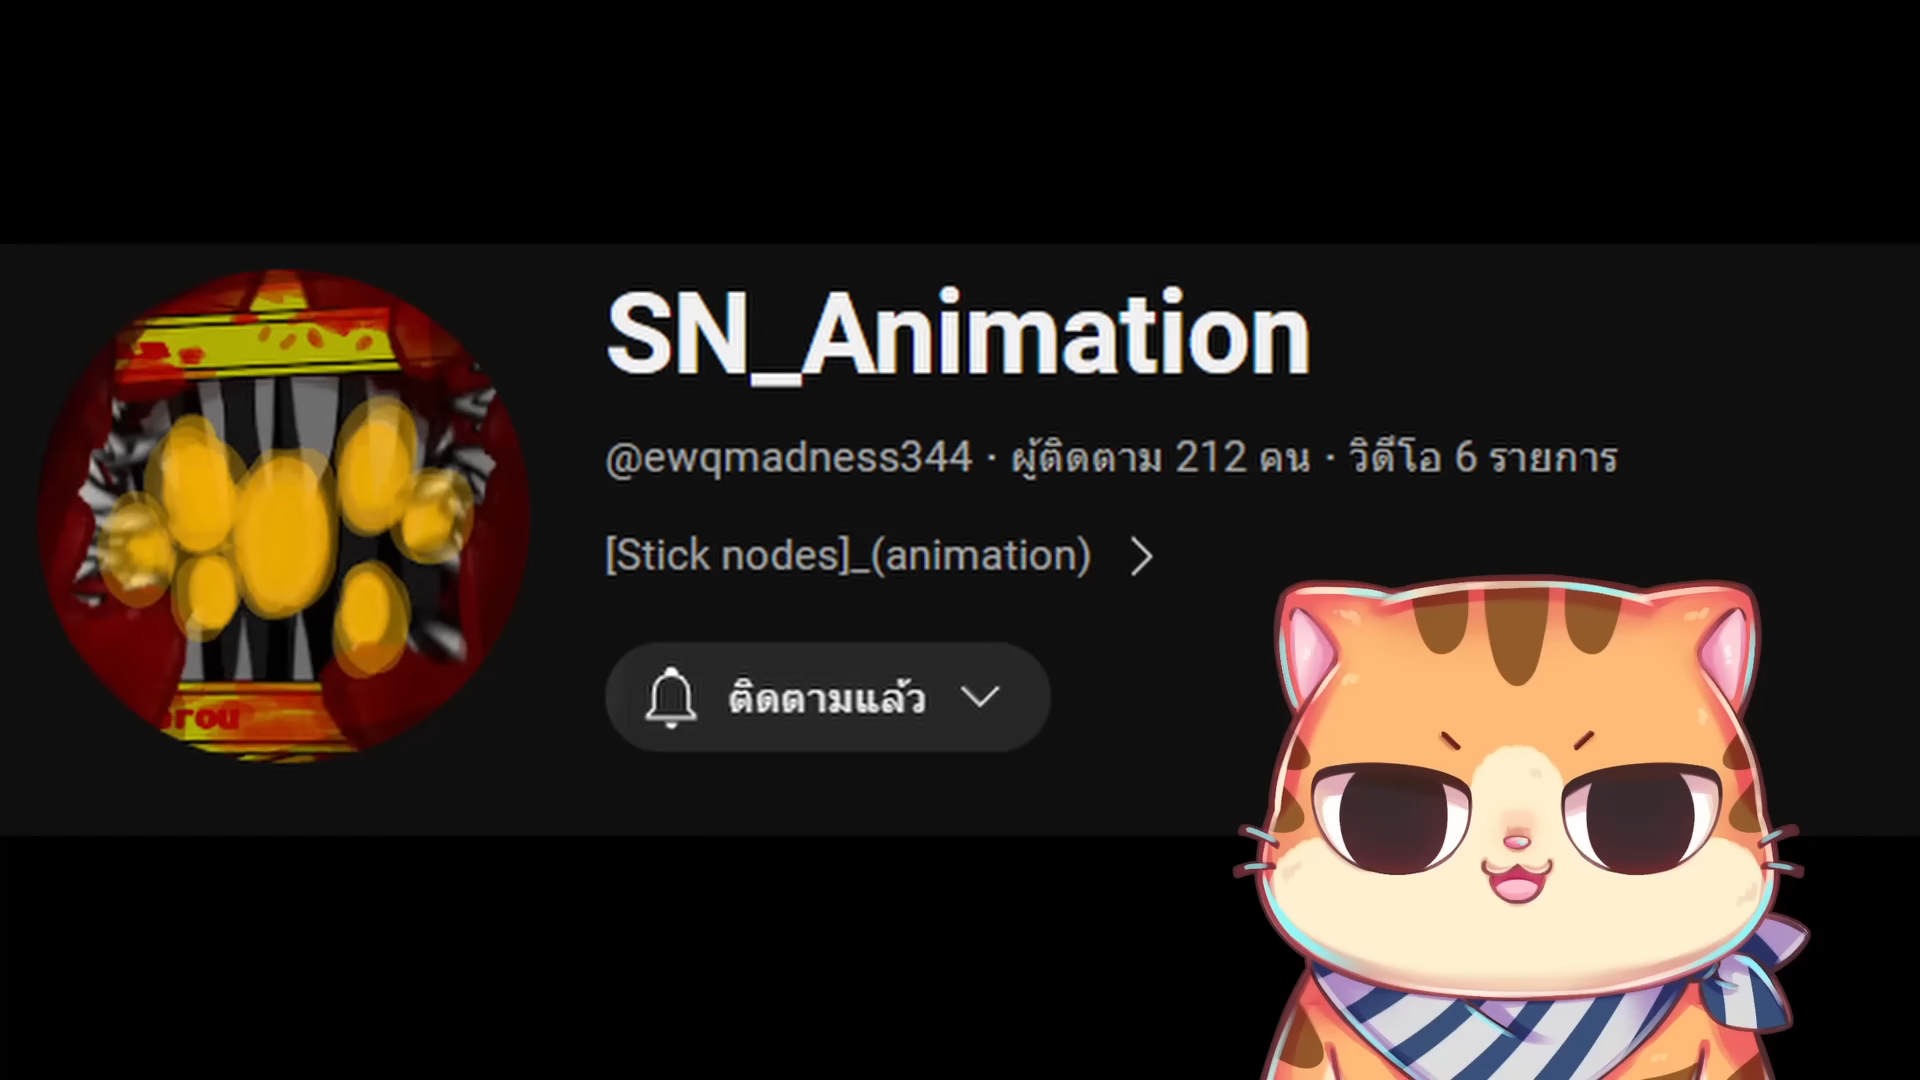 SN_Animation
@ewqmadness344 · ผู้ติดตาม 212 คน · วิดีโอ 6 รายการ
[Stick nodes]_(animation)
ติดตามแล้ว